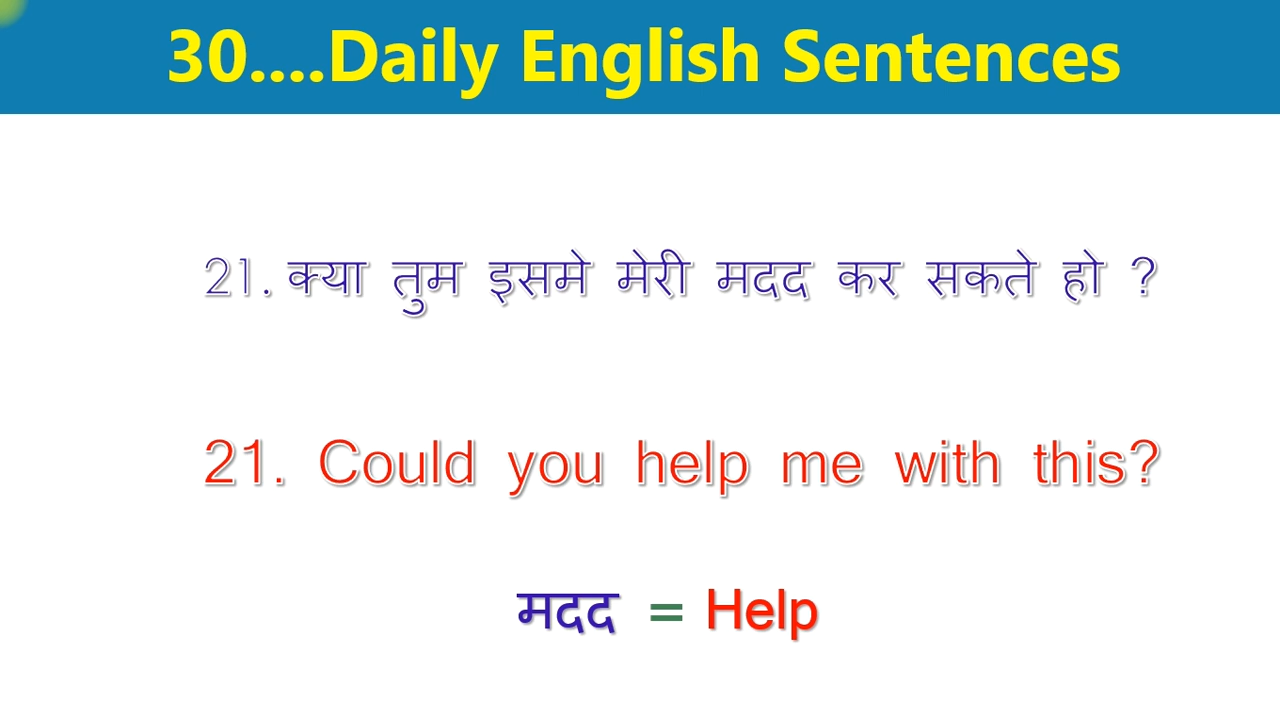 30....Daily English Sentences
21. क्या तुम इसमे मेरी मदद कर सकते हो ?
21. Could you help me with this?
मदद = Help